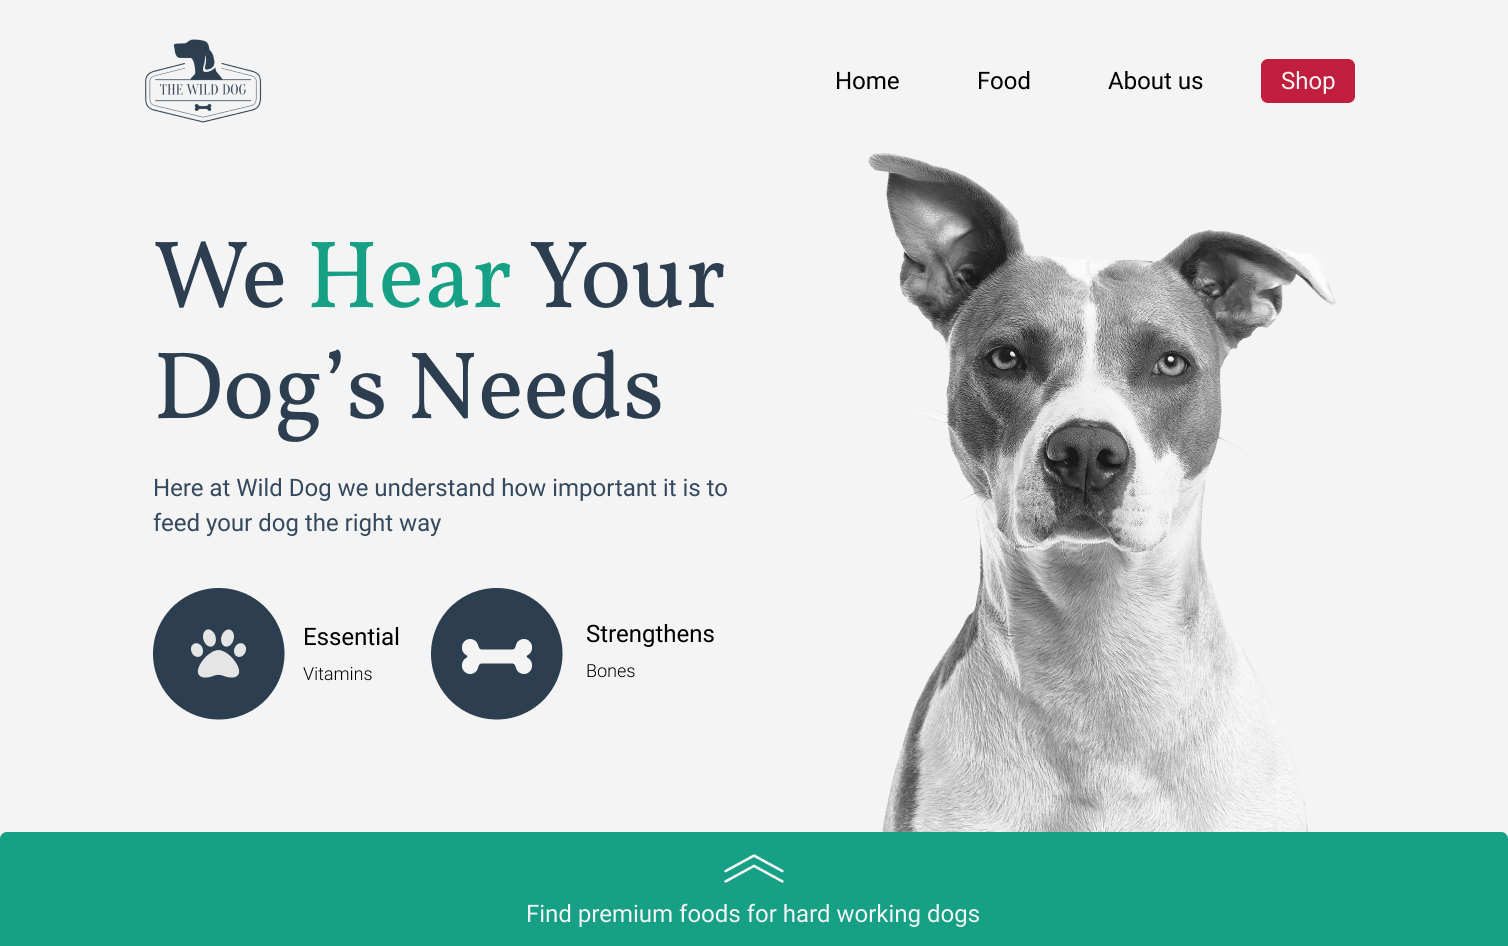 THE WILD DOG
Home
Food
About us
Shop
We Hear Your
Dog’s Needs
Here at Wild Dog we understand how important it is to
feed your dog the right way
Essential
Vitamins
Strengthens
Bones
Find premium foods for hard working dogs